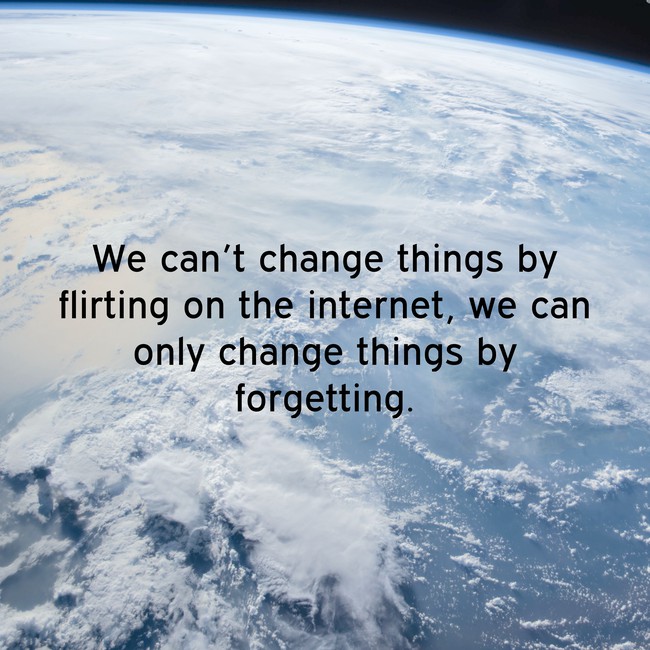 We can't change things by
flirting on the internet, we can
only change things by
forgetting.